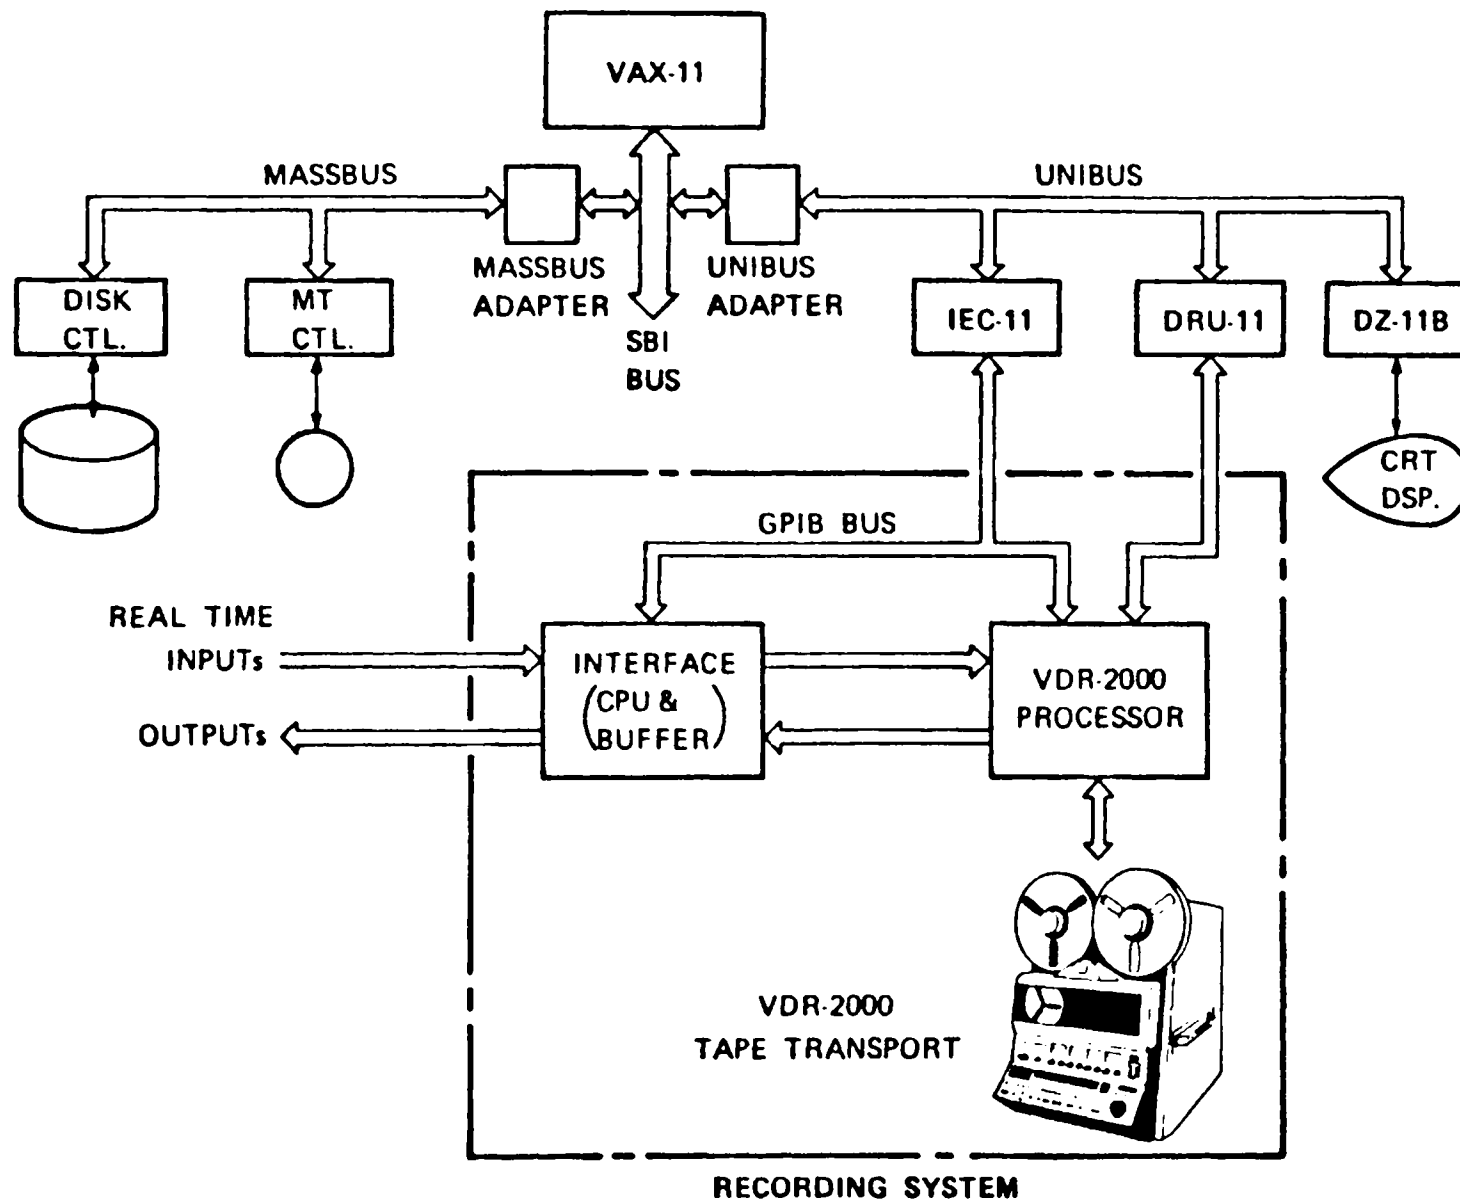 VAX-11
MASSBUS
UNIBUS
MASSBUS
ADAPTER
UNIBUS
ADAPTER
DISK
CTL.
MT
CTL.
SBI
BUS
IEC-11
DRU-11
DZ-11B
CRT
DSP.
GPIB BUS
REAL TIME
INPUTs
OUTPUTs
INTERFACE
(CPU &
BUFFER)
VDR-2000
PROCESSOR
VDR-2000
TAPE TRANSPORT
RECORDING SYSTEM